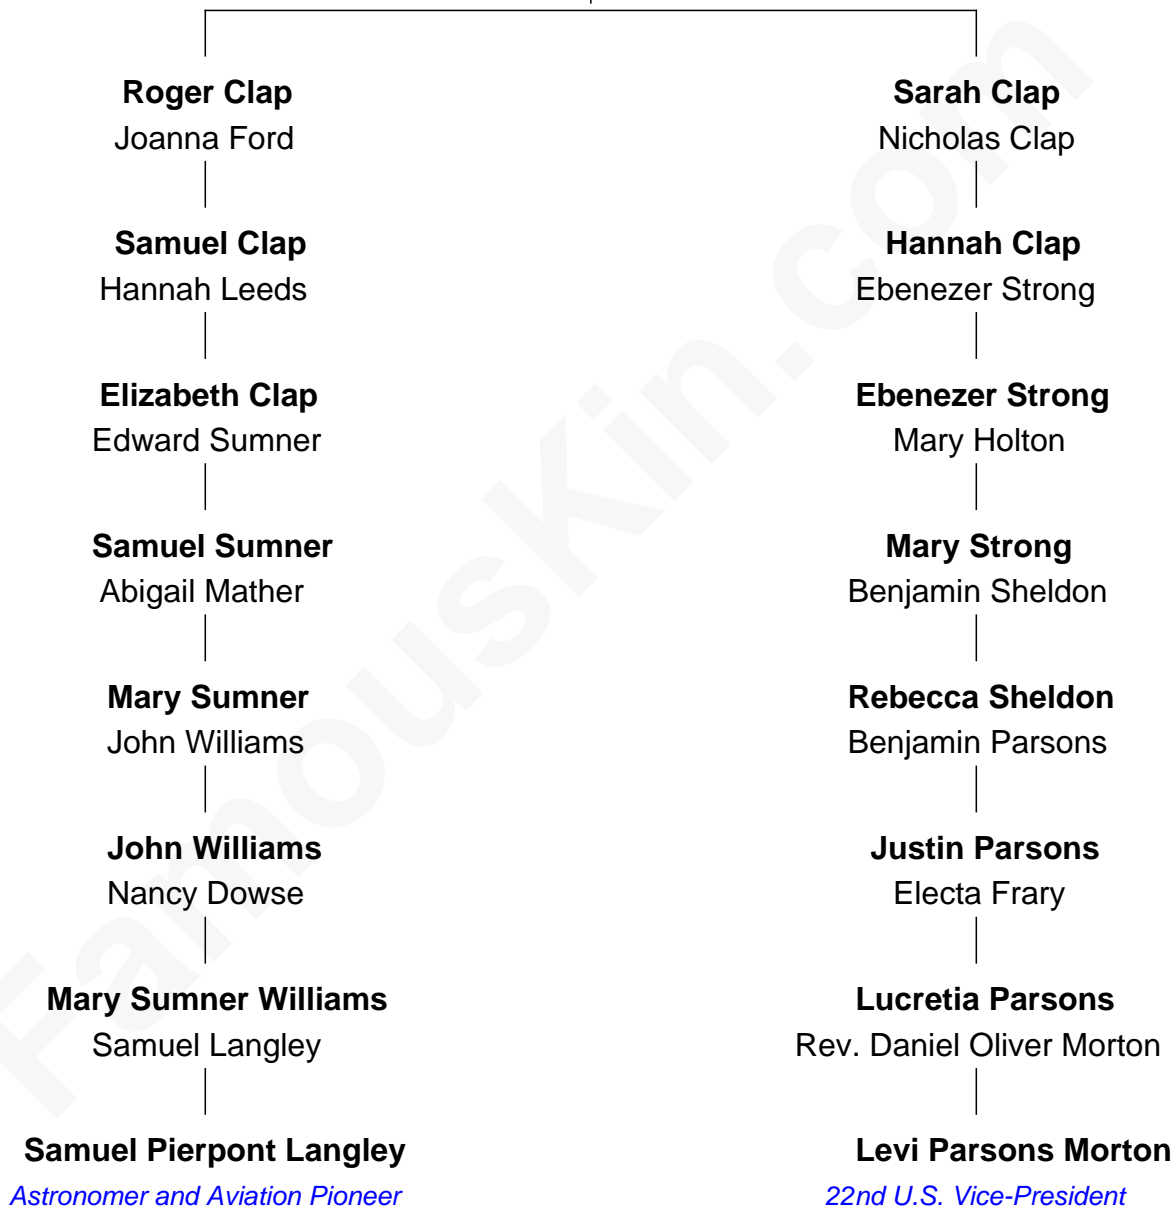 Roger Clap
Joanna Ford
Samuel Clap
Hannah Leeds
Elizabeth Clap
Edward Sumner
Samuel Sumner
Abigail Mather
Mary Sumner
John Williams
John Williams
Nancy Dowse
Mary Sumner Williams
Samuel Langley
Samuel Pierpont Langley
Astronomer and Aviation Pioneer
Sarah Clap
Nicholas Clap
Hannah Clap
Ebenezer Strong
Ebenezer Strong
Mary Holton
Mary Strong
Benjamin Sheldon
Rebecca Sheldon
Benjamin Parsons
Justin Parsons
Electa Frary
Lucretia Parsons
Rev. Daniel Oliver Morton
Levi Parsons Morton
22nd U.S. Vice-President
FamousKin.com